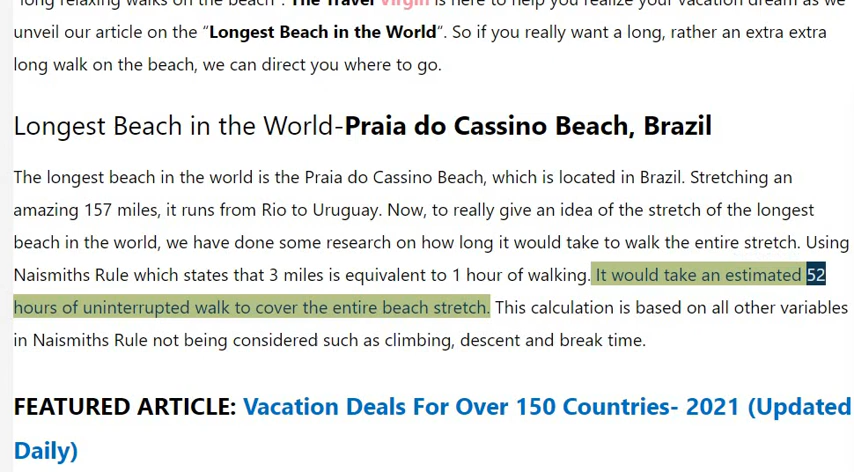 long relaxing walks on the beach". The Travel Virgin is here to help you realize your vacation dream as we
unveil our article on the “Longest Beach in the World“. So if you really want a long, rather an extra extra
long walk on the beach, we can direct you where to go.
Longest Beach in the World-Praia do Cassino Beach, Brazil
The longest beach in the world is the Praia do Cassino Beach, which is located in Brazil. Stretching an
amazing 157 miles, it runs from Rio to Uruguay. Now, to really give an idea of the stretch of the longest
beach in the world, we have done some research on how long it would take to walk the entire stretch. Using
Naismiths Rule which states that 3 miles is equivalent to 1 hour of walking. It would take an estimated 52
hours of uninterrupted walk to cover the entire beach stretch. This calculation is based on all other variables
in Naismiths Rule not being considered such as climbing, descent and break time.
FEATURED ARTICLE: Vacation Deals For Over 150 Countries- 2021 (Updated
Daily)